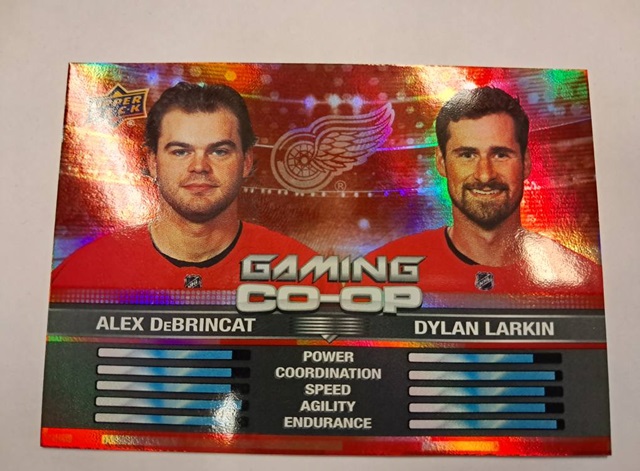 UPPER
DECK
®
GAMING
CO-OP
ALEX DeBRINCAT
DYLAN LARKIN
POWER
COORDINATION
SPEED
AGILITY
ENDURANCE